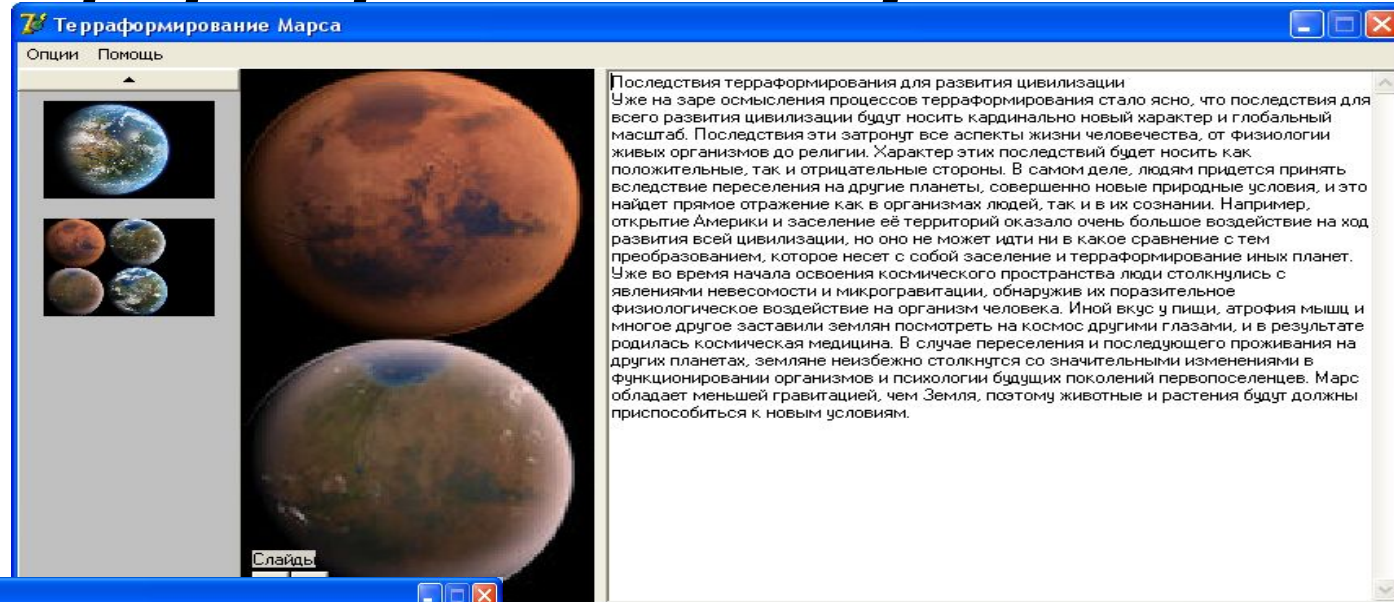 Терраформирование Марса
Опции Помощь
Последствия терраформирования для развития цивилизации
Уже на заре осмысления процессов терраформирования стало ясно, что последствия для
всего развития цивилизации будут носить кардинально новый характер и глобальный
масштаб. Последствия эти затронут все аспекты жизни человечества, от физиологии
живых организмов до религии. Характер этих последствий будет носить как
положительные, так и отрицательные стороны. В самом деле, людям придется принять
вследствие переселения на другие планеты, совершенно новые природные условия, и это
найдет прямое отражение как в организмах людей, так и в их сознании. Например,
открытие Америки и заселение её территорий оказало очень большое воздействие на ход
развития всей цивилизации, но оно не может идти ни в какое сравнение с тем
преобразованием, которое несет с собой заселение и терраформирование иных планет.
Уже во время начала освоения космического пространства люди столкнулись с
явлениями невесомости и микрогравитации, обнаружив их поразительное
физиологическое воздействие на организм человека. Иной вкус у пищи, атрофия мышц и
многое другое заставили землян посмотреть на космос другими глазами, и в результате
родилась космическая медицина. В случае переселения и последующего проживания на
других планетах, земляне неизбежно столкнутся со значительными изменениями в
функционировании организмов и психологии будущих поколений первопоселенцев. Марс
обладает меньшей гравитацией, чем Земля, поэтому животные и растения будут должны
приспособиться к новым условиям.
Слайды